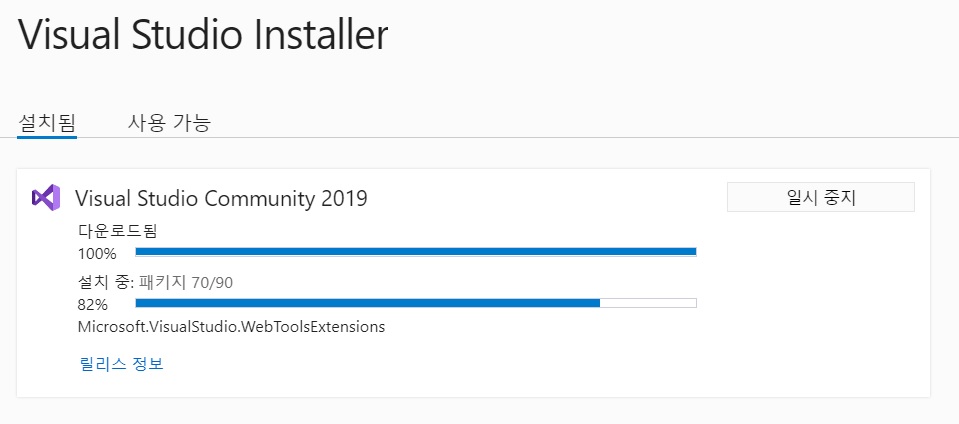 Visual Studio Installer
설치됨 사용 가능
Visual Studio Community 2019 일시 중지
다운로드됨
100%
설치 중: 패키지 70/90
82%
Microsoft.VisualStudio.WebToolsExtensions
릴리스 정보